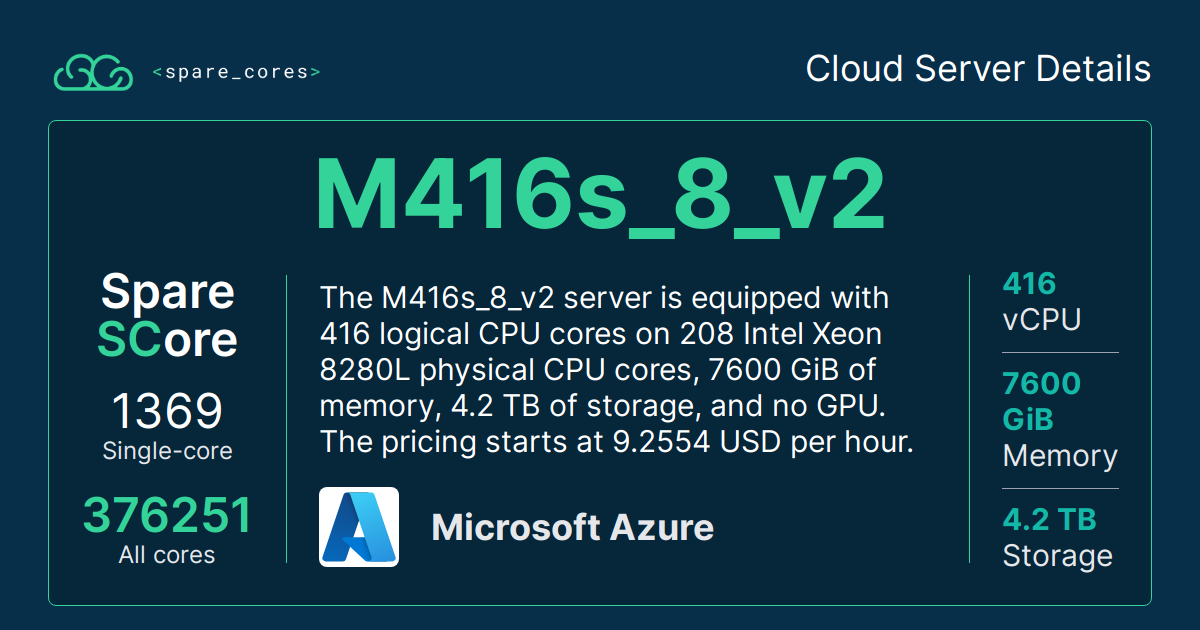 <spare_cores>
Cloud Server Details
M416s_8_v2
Spare
SCore
1369
Single-core
376251
All cores
The M416s_8_v2 server is equipped with
416 logical CPU cores on 208 Intel Xeon
8280L physical CPU cores, 7600 GiB of
memory, 4.2 TB of storage, and no GPU.
The pricing starts at 9.2554 USD per hour.
Microsoft Azure
416
vCPU
7600
GiB
Memory
4.2 TB
Storage